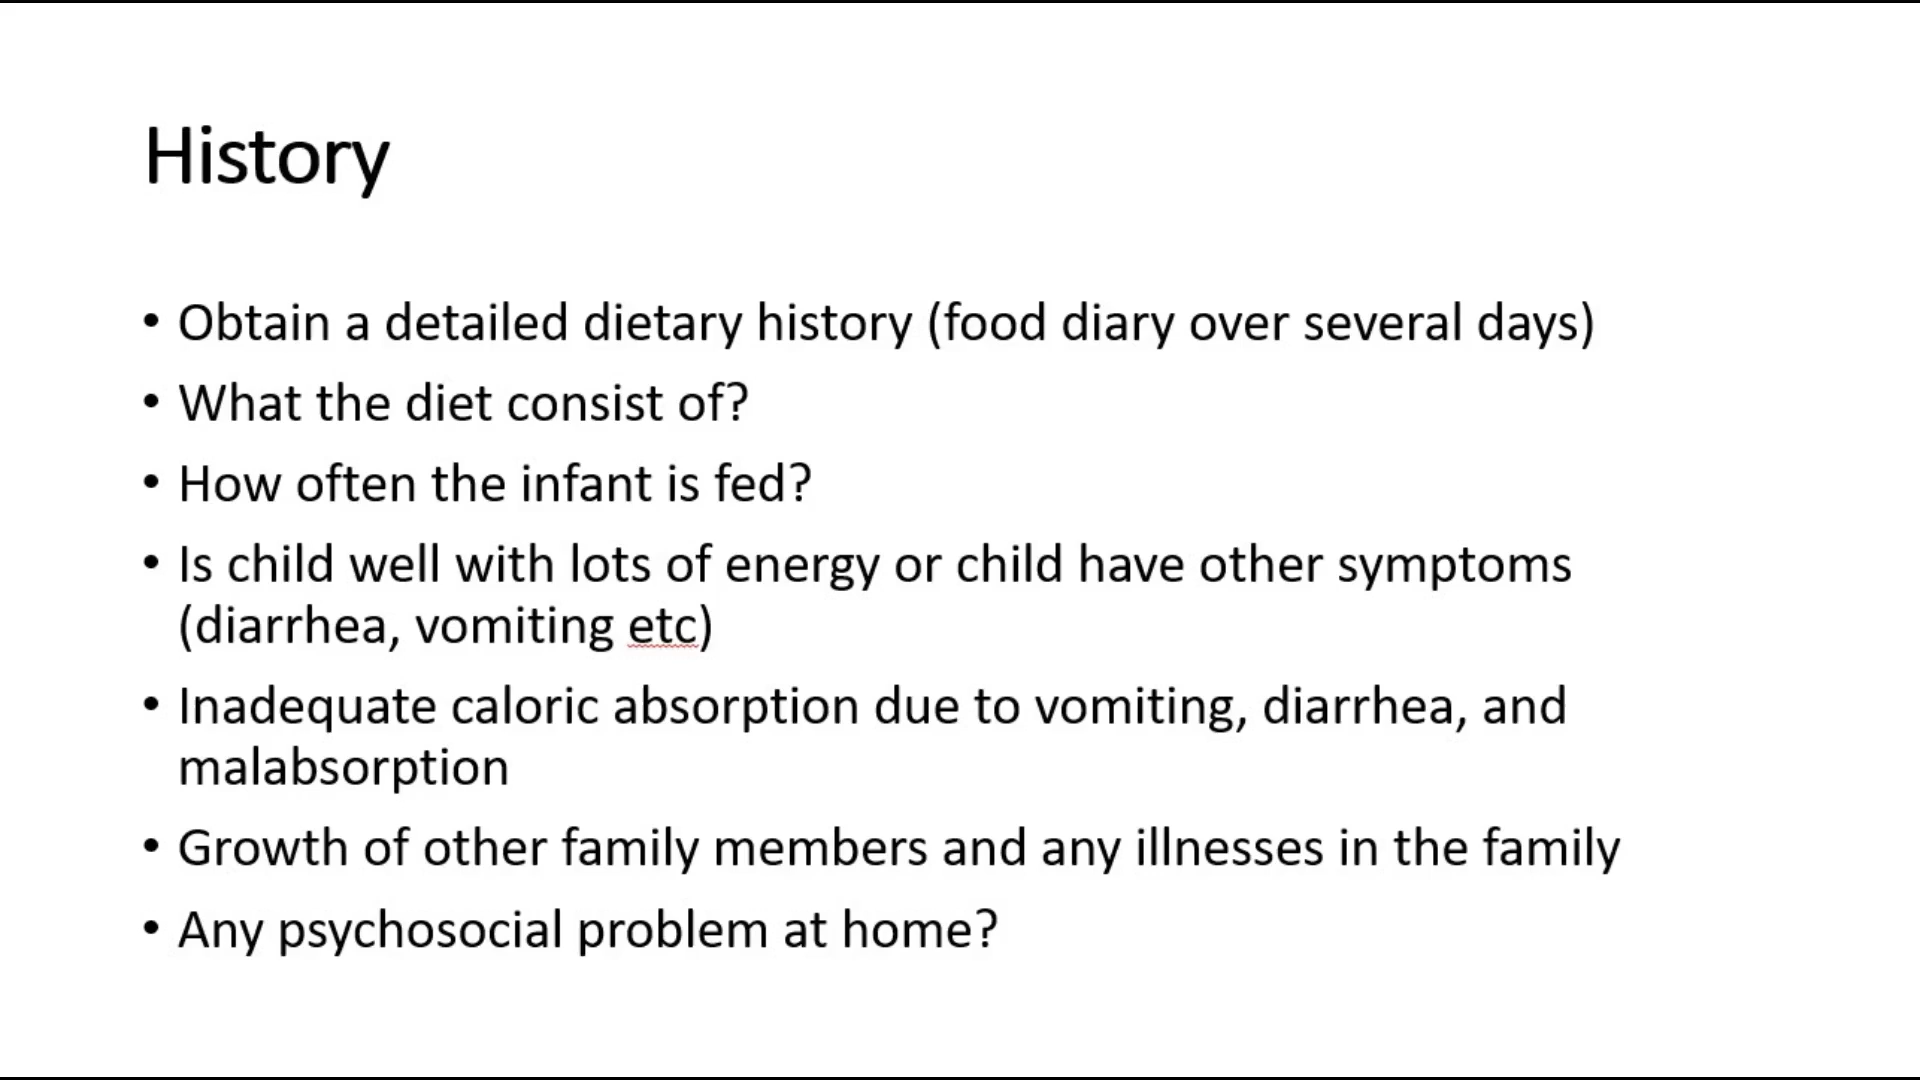 History
• Obtain a detailed dietary history (food diary over several days)
• What the diet consist of?
• How often the infant is fed?
• Is child well with lots of energy or child have other symptoms
(diarrhea, vomiting etc)
• Inadequate caloric absorption due to vomiting, diarrhea, and
malabsorption
• Growth of other family members and any illnesses in the family
• Any psychosocial problem at home?